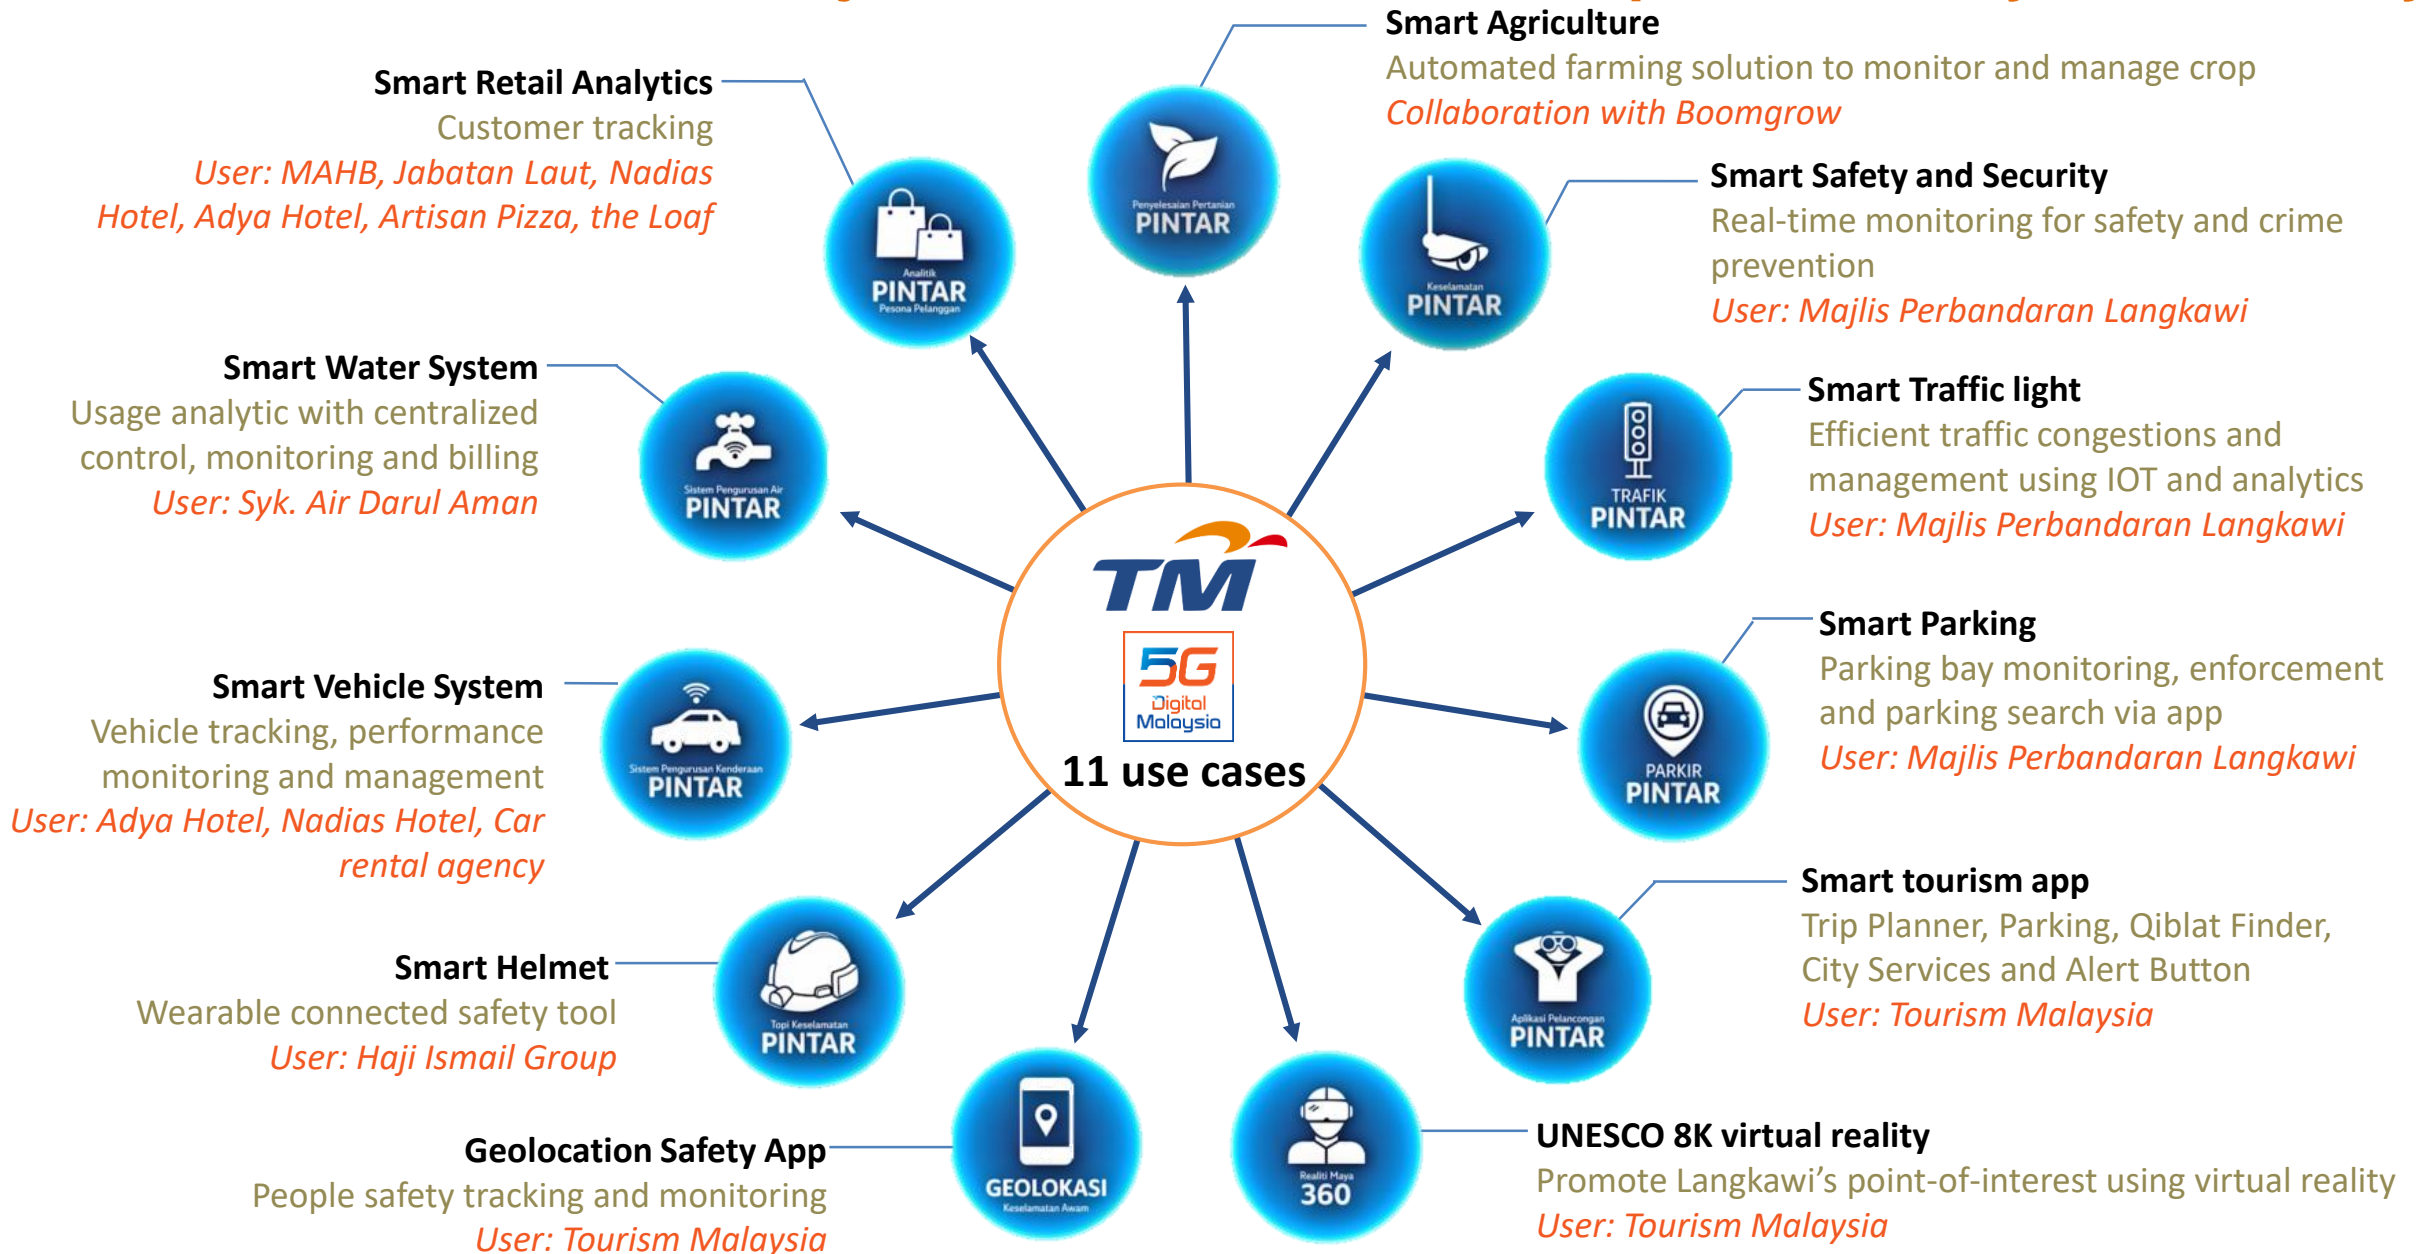 Smart Agriculture
Automated farming solution to monitor and manage crop
Collaboration with Boomgrow
Smart Retail Analytics
Customer tracking
User: MAHB, Jabatan Laut, Nadias
Hotel, Adya Hotel, Artisan Pizza, the Loaf
Penyelesaian Pertanian
PINTAR
Smart Safety and Security
Real-time monitoring for safety and crime
prevention
User: Majlis Perbandaran Langkawi
Analitik
PINTAR
Pesona Pelanggan
Keselamatan
PINTAR
Smart Water System
Usage analytic with centralized
control, monitoring and billing
User: Syk. Air Darul Aman
Sistem Pengurusan Air
PINTAR
Smart Traffic light
Efficient traffic congestions and
management using IOT and analytics
User: Majlis Perbandaran Langkawi
TRAFIK
PINTAR
TM
5G
Digital
Malaysia
11 use cases
Smart Parking
Parking bay monitoring, enforcement
and parking search via app
User: Majlis Perbandaran Langkawi
PARKIR
PINTAR
Smart Vehicle System
Vehicle tracking, performance
monitoring and management
User: Adya Hotel, Nadias Hotel, Car
rental agency
Sistem Pengurusan Kenderaan
PINTAR
Smart tourism app
Trip Planner, Parking, Qiblat Finder,
City Services and Alert Button
User: Tourism Malaysia
Aplikasi Pelancongan
PINTAR
Smart Helmet
Wearable connected safety tool
User: Haji Ismail Group
Topi Keselamatan
PINTAR
Geolocation Safety App
People safety tracking and monitoring
User: Tourism Malaysia
GEOLOKASI
Keselamatan Awam
Realiti Maya
360
UNESCO 8K virtual reality
Promote Langkawi’s point-of-interest using virtual reality
User: Tourism Malaysia